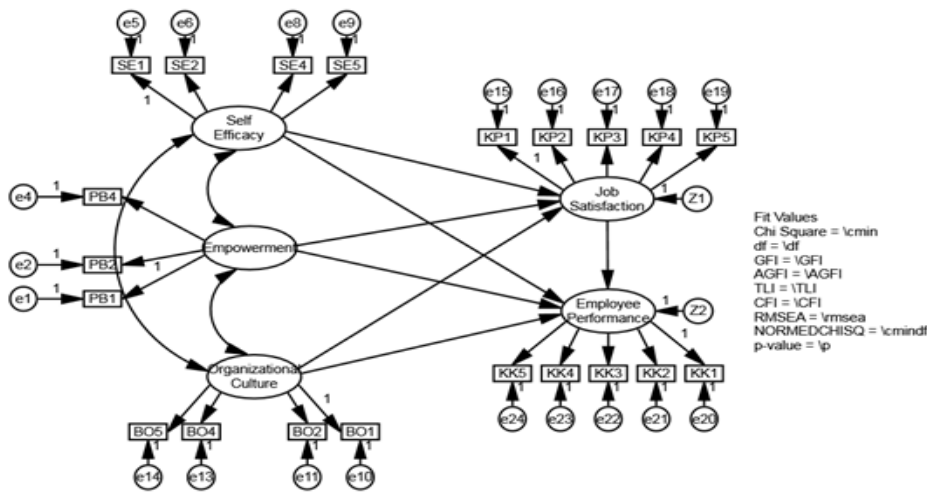 e5 e6 e8 e9
1 1 1 1
SE1 SE2 SE4 SE5
1
Self
Efficacy
e15 e16 e17 e18 e19
1 1 1 1 1
KP1 KP2 KP3 KP4 KP5
1
Job
Satisfaction
1
Z1
e4
1
PB4
Empowerment
e2
1
PB2
1
e1
1
PB1
Employee
Performance
1
Z2
1
KK5 KK4 KK3 KK2 KK1
1 1 1 1 1
e24 e23 e22 e21 e20
Organizational
Culture
1
BO5 BO4 BO2 BO1
1 1 1 1
e14 e13 e11 e10
Fit Values
Chi Square = \cmin
df = \df
GFI = \GFI
AGFI = \AGFI
TLI = \TLI
CFI = \CFI
RMSEA = \rmsea
NORMEDCHISQ = \cmindf
p-value = \p